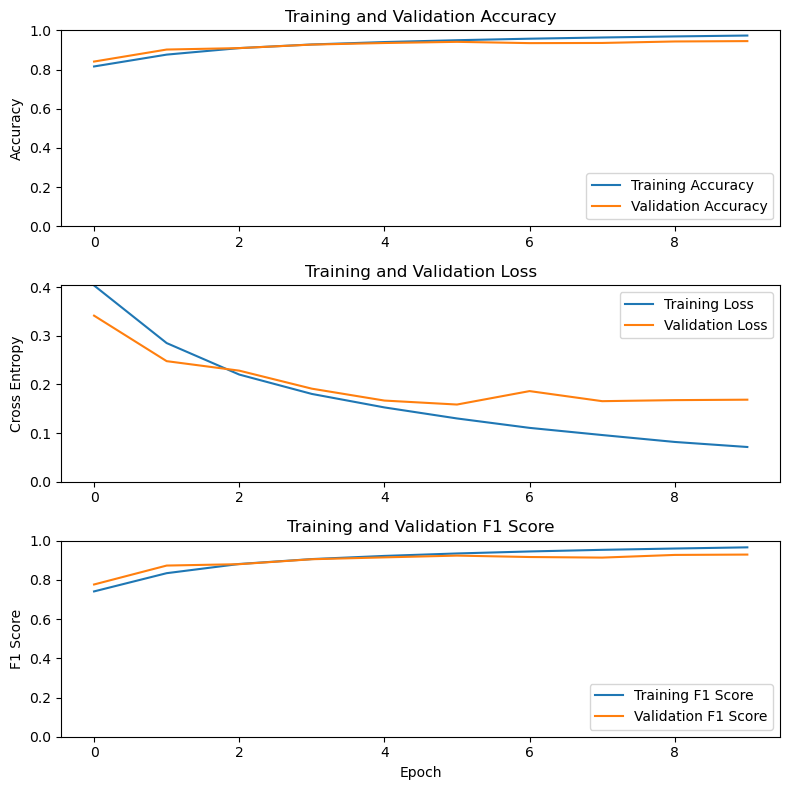 Training and Validation Accuracy
1.0
0.8
0.6
0.4
0.2
0.0
Accuracy
Training Accuracy
Validation Accuracy
0 2 4 6 8
Training and Validation Loss
0.4
0.3
0.2
0.1
0.0
Cross Entropy
Training Loss
Validation Loss
0 2 4 6 8
Training and Validation F1 Score
1.0
0.8
0.6
0.4
0.2
0.0
F1 Score
Training F1 Score
Validation F1 Score
0 2 4 6 8
Epoch